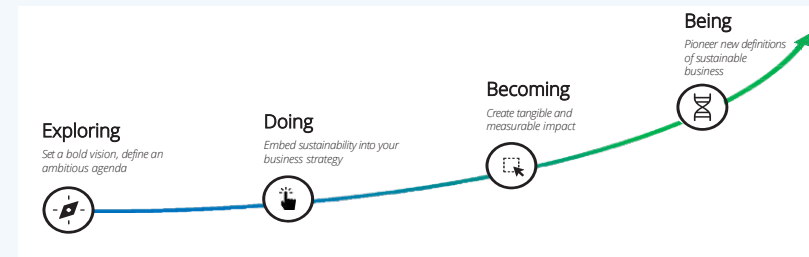 Exploring
Set a bold vision, define an
ambitious agenda
Doing
Embed sustainability into your
business strategy
Becoming
Create tangible and
measurable impact
Being
Pioneer new definitions
of sustainable
business